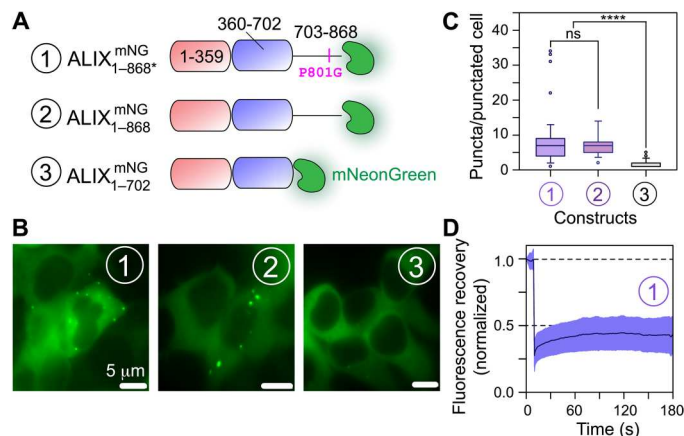 A
360-702
703-868
1 ALIX mNG 1–868*
1-359
P801G
2 ALIX mNG 1–868
3 ALIX mNG 1–702
mNeonGreen
B
1
2
3
5 μm
C
Puncta/punctated cell
40
30
20
10
0
ns
****
1
2
3
Constructs
D
Fluorescence recovery
(normalized)
1.0
0.5
0.0
1
0
60
120
180
Time (s)